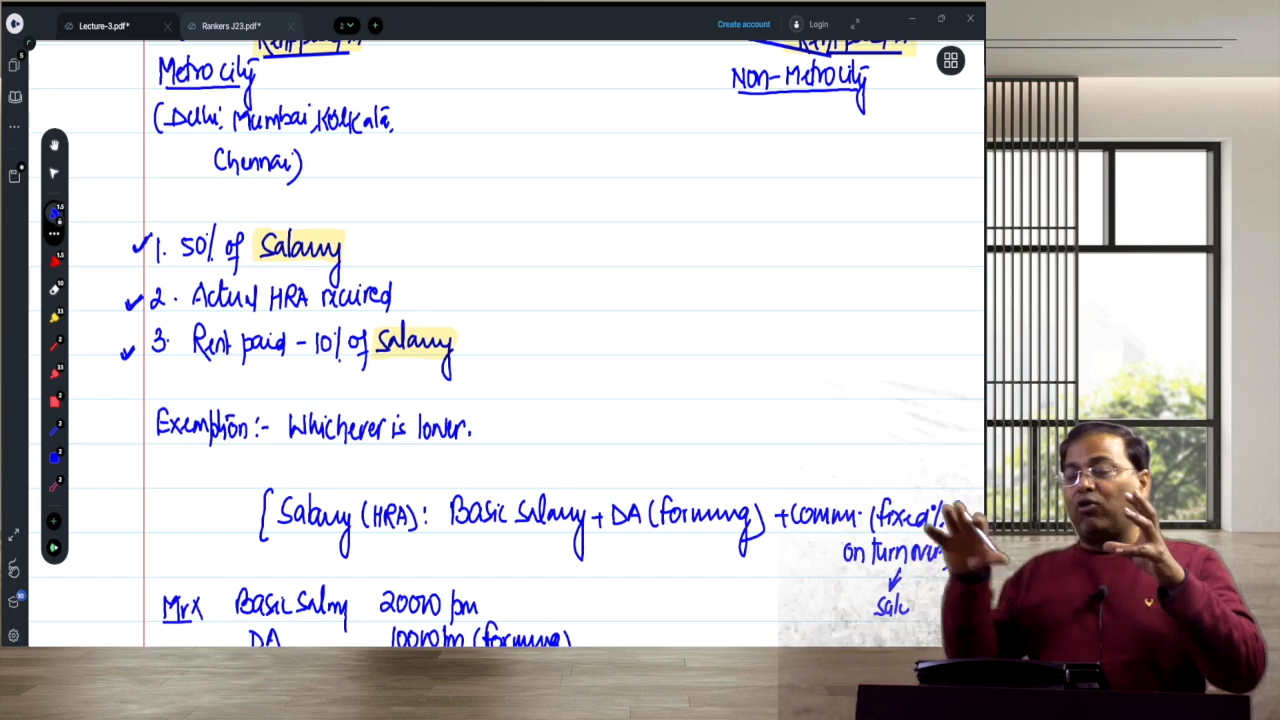 Lecture-3.pdf*
Rankers J23.pdf*
2
Create account
Login
Metro city
Non-Metro city
(Delhi, Mumbai, Kolkata,
Chennai)
1. 50% of Salary
2. Actual HRA recived
3. Rent paid - 10% of Salary
Exemption:- Whichever is lower.
[Salary (HRA): Basic Salary + DA (forming) + Comm. (fixed %
on turnover
sale
Mr X Basic Salary 20000 pm
DA 10000 pm (forming)